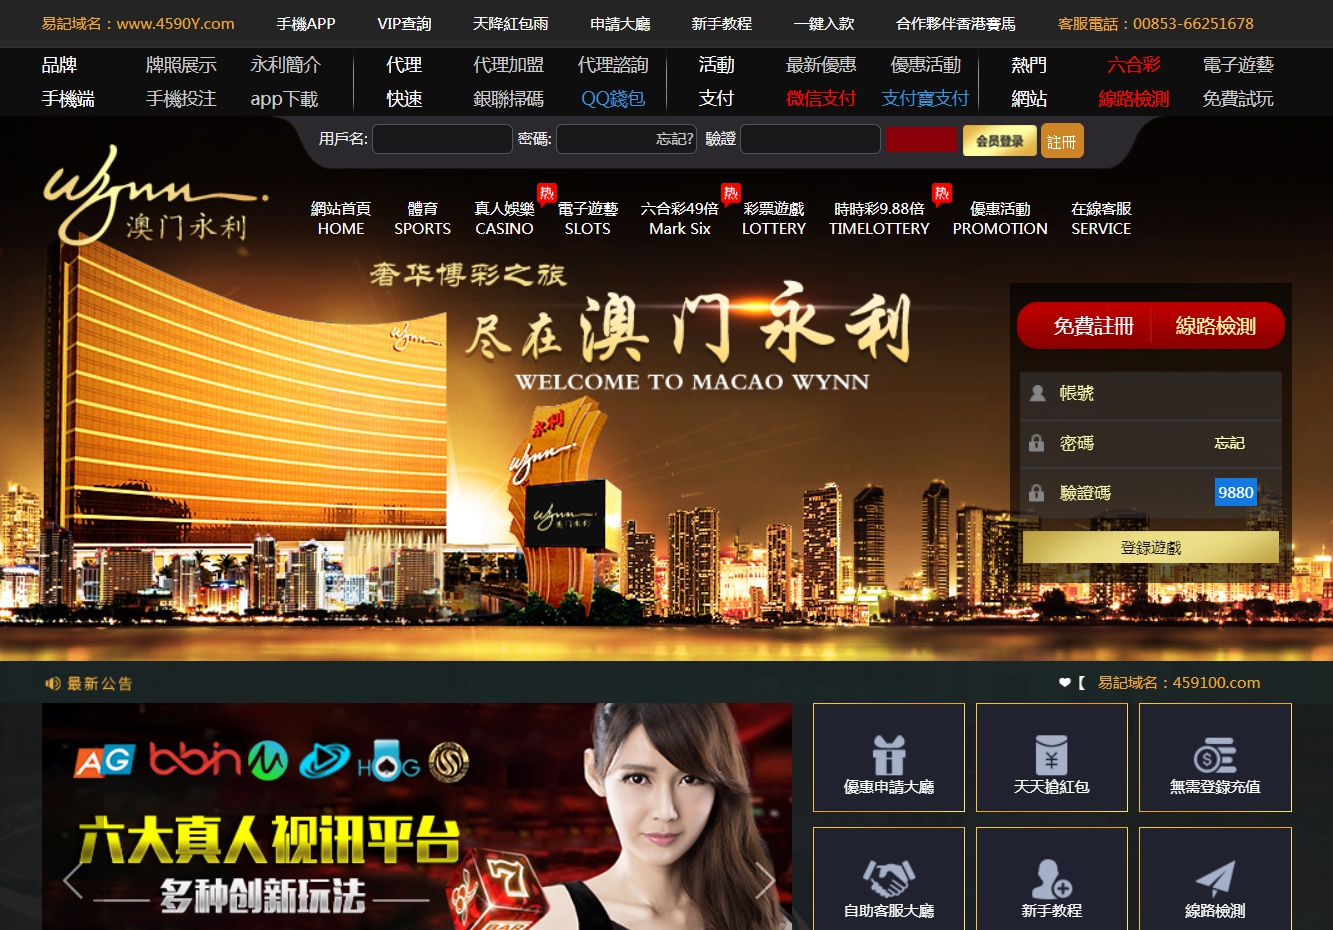 易記域名：www.4590Y.com 手機APP VIP查詢 天降紅包雨 申請大廳 新手教程 一鍵入款 合作夥伴香港賽馬 客服電話：00853-66251678
品牌 牌照展示 永利簡介 代理 代理加盟 代理諮詢 活動 最新優惠 優惠活動 熱門 六合彩 電子遊藝
手機端 手機投注 app下載 快速 銀聯掃碼 QQ錢包 支付 微信支付 支付寶支付 網站 線路檢測 免費試玩
用戶名: 密碼: 忘記? 驗證 会员登录 註冊
wynn
澳门永利
热 热 热
網站首頁 體育 真人娛樂 電子遊藝 六合彩49倍 彩票遊戲 時時彩9.88倍 優惠活動 在線客服
HOME SPORTS CASINO SLOTS Mark Six LOTTERY TIMELOTTERY PROMOTION SERVICE
奢华博彩之旅
尽在澳门永利
WELCOME TO MACAO WYNN
wynn.
永利
wynn.
wynn.
澳门永利
免費註冊 線路檢測
帳號
密碼 忘記
驗證碼 9880
登錄遊戲
最新公告 ❤【 易記域名：459100.com
AG bbin HOG
六大真人视讯平台
多种创新玩法
7
BAR
優惠申請大廳 天天搶紅包 無需登錄充值
自助客服大廳 新手教程 線路檢測